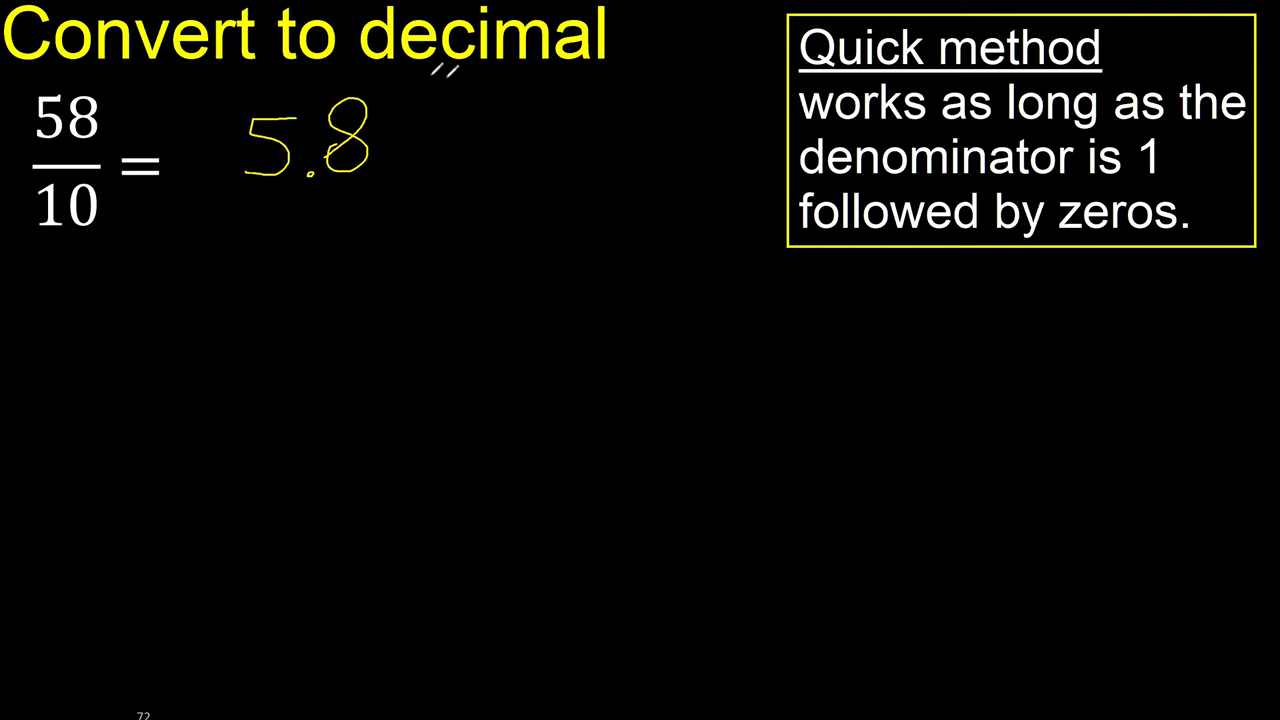 Convert to decimal
58
10
= 5.8
Quick method
works as long as the
denominator is 1
followed by zeros.
72